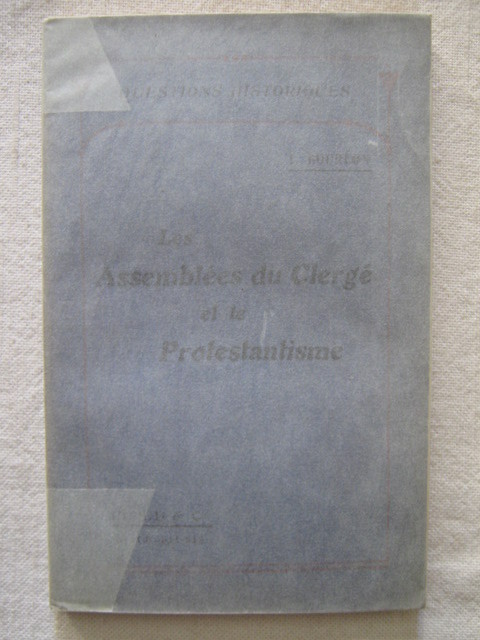 QUESTIONS HISTORIQUES
Les
Assemblées du Clergé
et le
Protestantisme